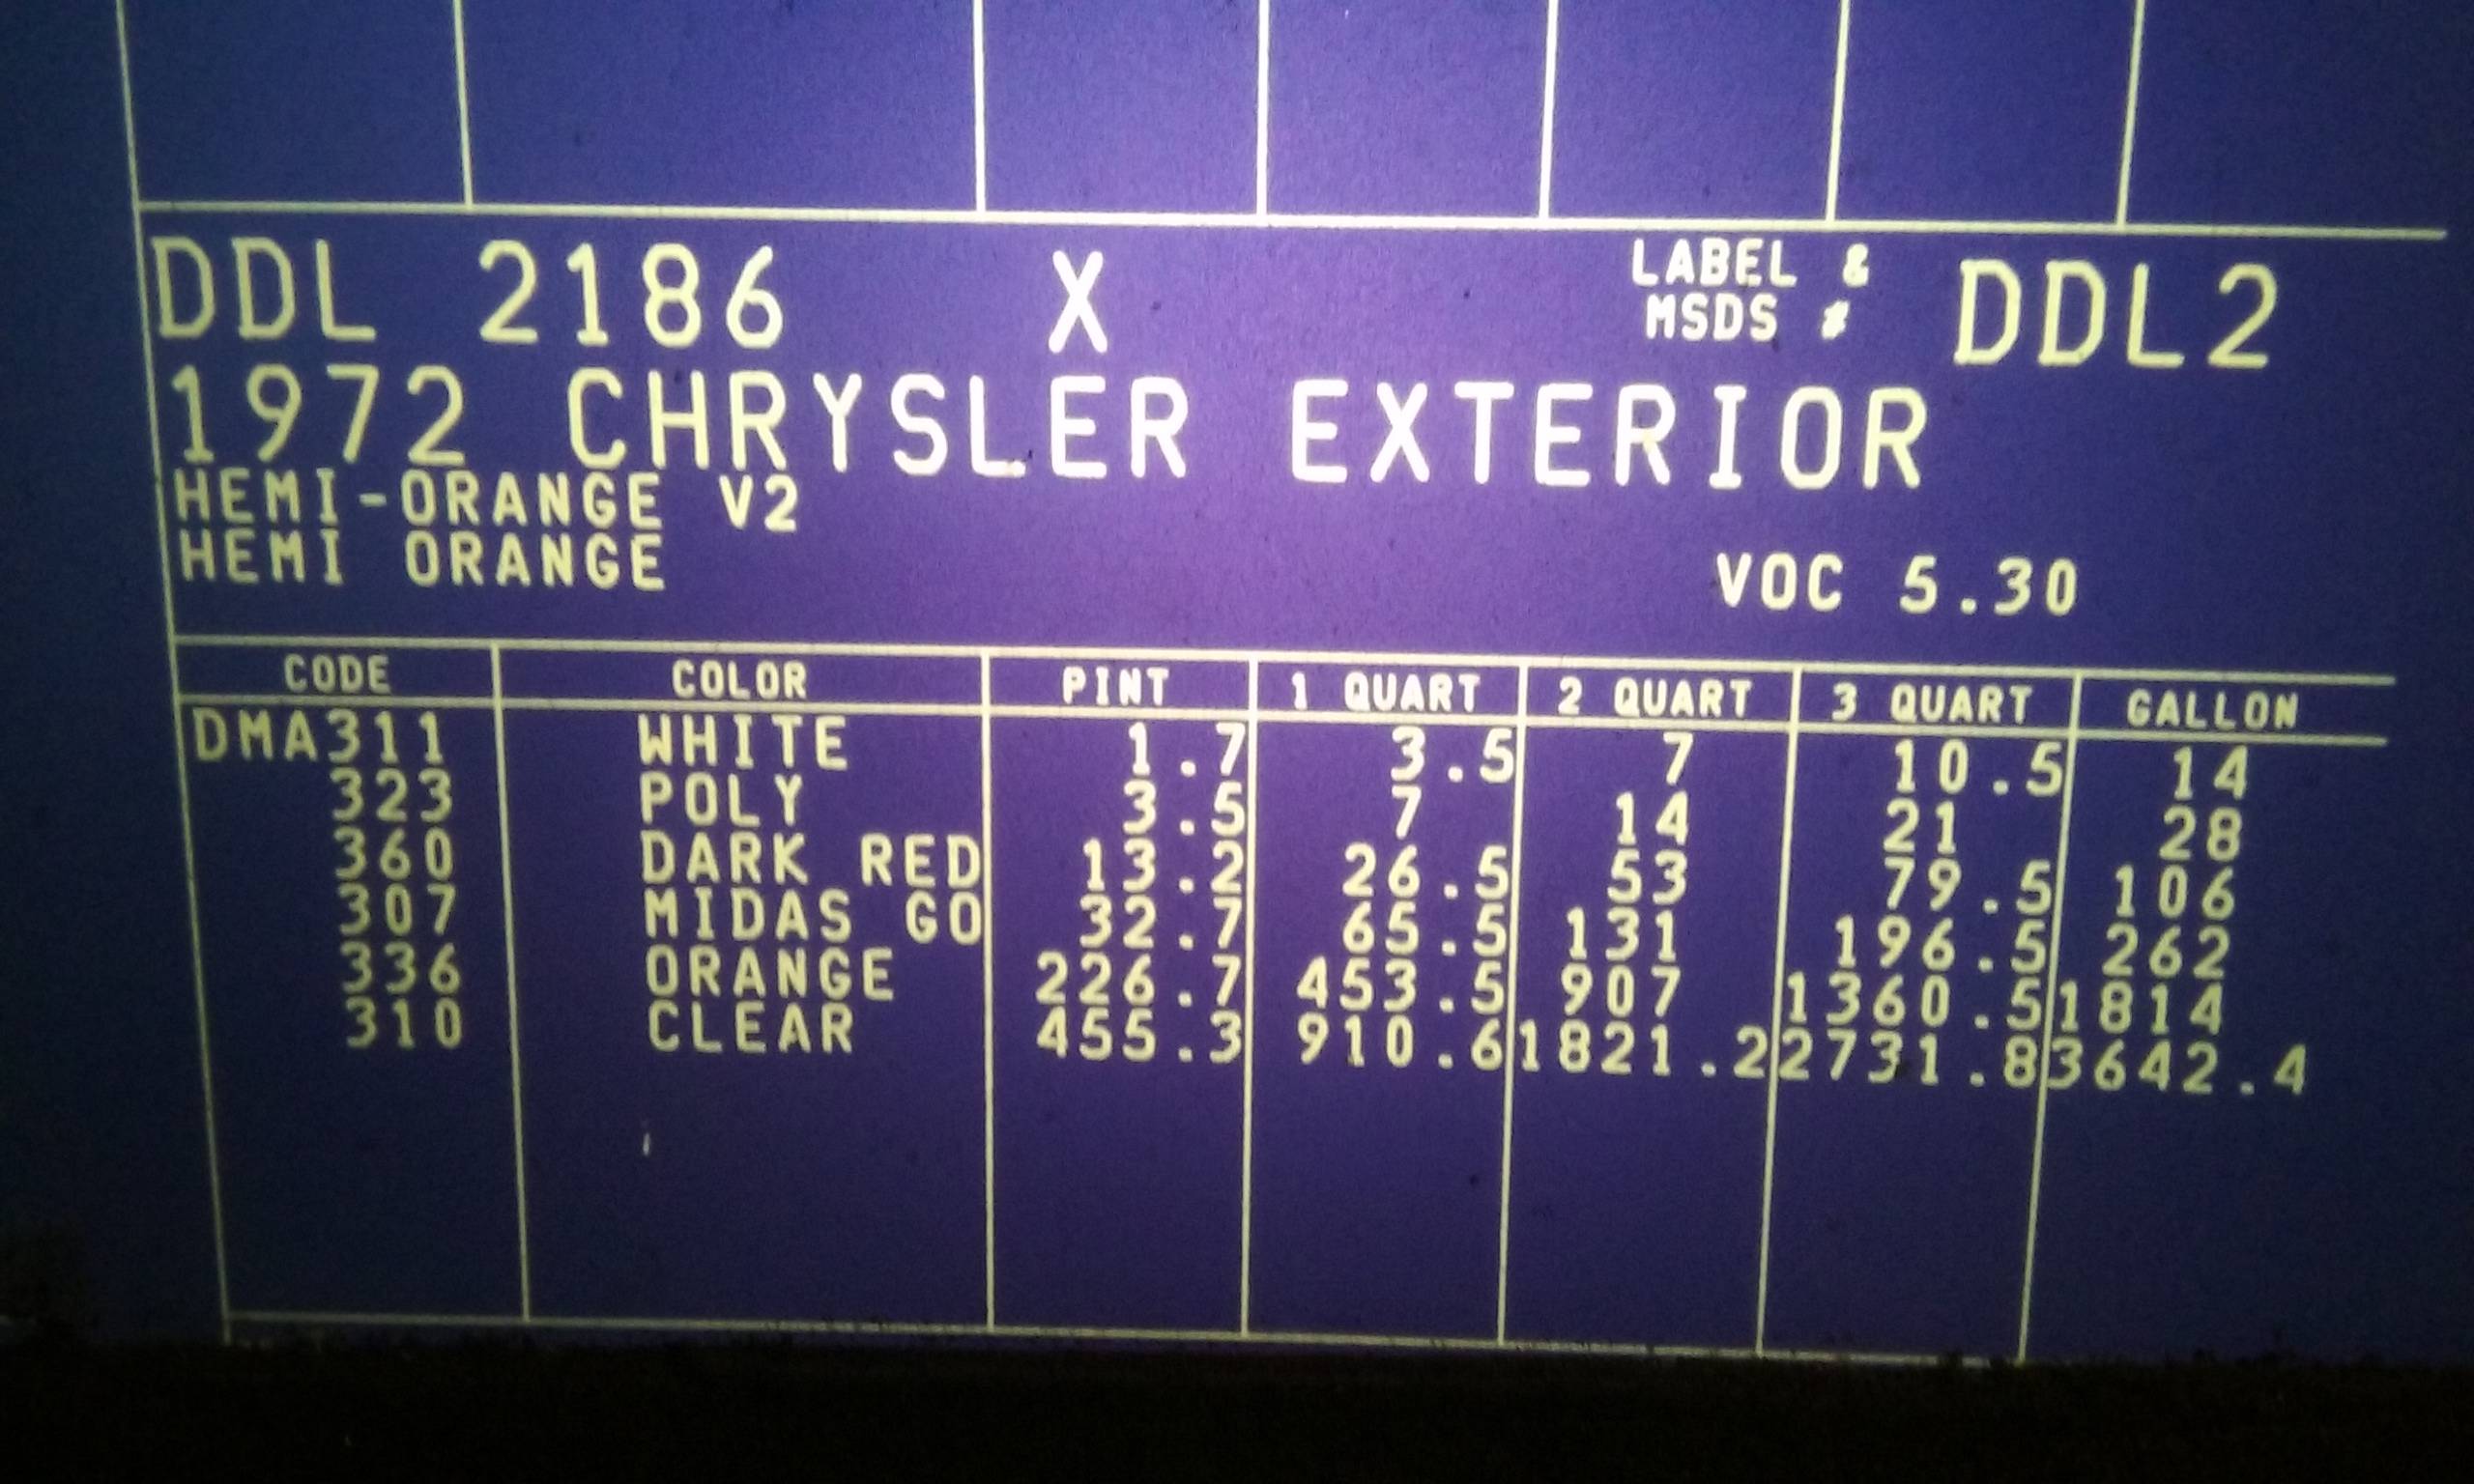 DDL 2186 X LABEL & MSDS # DDL2
1972 CHRYSLER EXTERIOR
HEMI-ORANGE V2
HEMI ORANGE VOC 5.30
CODE COLOR PINT 1 QUART 2 QUART 3 QUART GALLON
DMA311 WHITE 1.7 3.5 7 10.5 14
323 POLY 3.5 7 14 21 28
360 DARK RED 13.2 26.5 53 79.5 106
307 MIDAS GO 32.7 65.5 131 196.5 262
336 ORANGE 226.7 453.5 907 1360.5 1814
310 CLEAR 455.3 910.6 1821.2 2731.8 3642.4